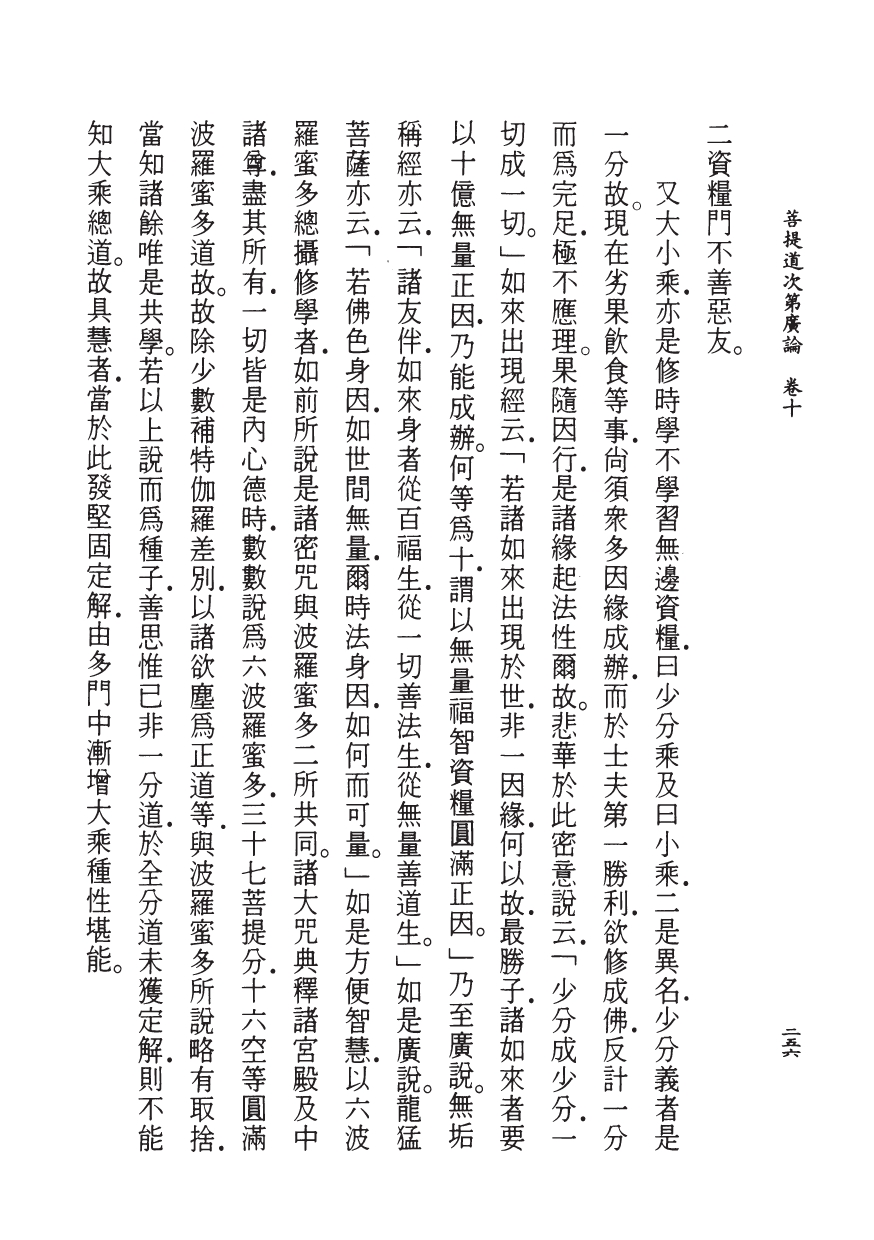 菩提道次第廣論　卷十
二五六
二資糧門不善惡友。
又大小乘．亦是修時學不學習無邊資糧．曰少分乘及曰小乘．二是異名．少分義者是
一分故。現在劣果飲食等事．尙須衆多因緣成辦．而於士夫第一勝利．欲修成佛．反計一分
而爲完足．極不應理。果隨因行．是諸緣起法性爾故。悲華於此密意說云．「少分成少分．一
切成一切。」如來出現經云．「若諸如來出現於世．非一因緣．何以故．最勝子．諸如來者要
以十億無量正因．乃能成辦。何等爲十．謂以無量福智資糧圓滿正因。」乃至廣說。無垢
稱經亦云．「諸友伴．如來身者從百福生．從一切善法生．從無量善道生。」如是廣說。龍猛
菩薩亦云．「若佛色身因．如世間無量．爾時法身因．如何而可量。」如是方便智慧．以六波
羅蜜多總攝修學者．如前所說是諸密咒與波羅蜜多二所共同。諸大咒典釋諸宮殿及中
諸尊．盡其所有．一切皆是內心德時．數數說爲六波羅蜜多．三十七菩提分．十六空等圓滿
波羅蜜多道故。故除少數補特伽羅差別．以諸欲塵爲正道等．與波羅蜜多所說略有取捨．
當知諸餘唯是共學。若以上說而爲種子．善思惟已非一分道．於全分道未獲定解．則不能
知大乘總道。故具慧者．當於此發堅固定解．由多門中漸增大乘種性堪能。